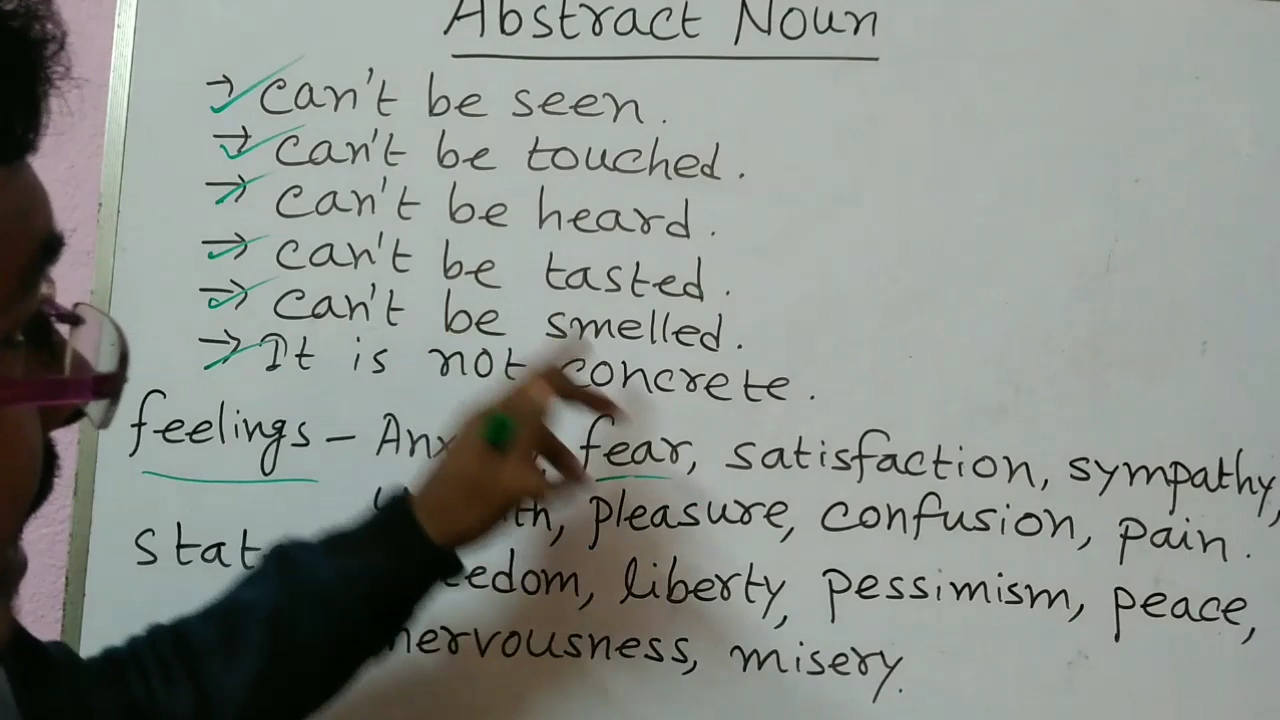 Abstract Noun
→ can't be seen.
→ can't be touched.
→ can't be heard.
→ can't be tasted.
→ can't be smelled.
→ It is not concrete.
feelings - fear, satisfaction, sympathy,
pleasure, confusion, pain.
liberty, pessimism, peace,
nervousness, misery.